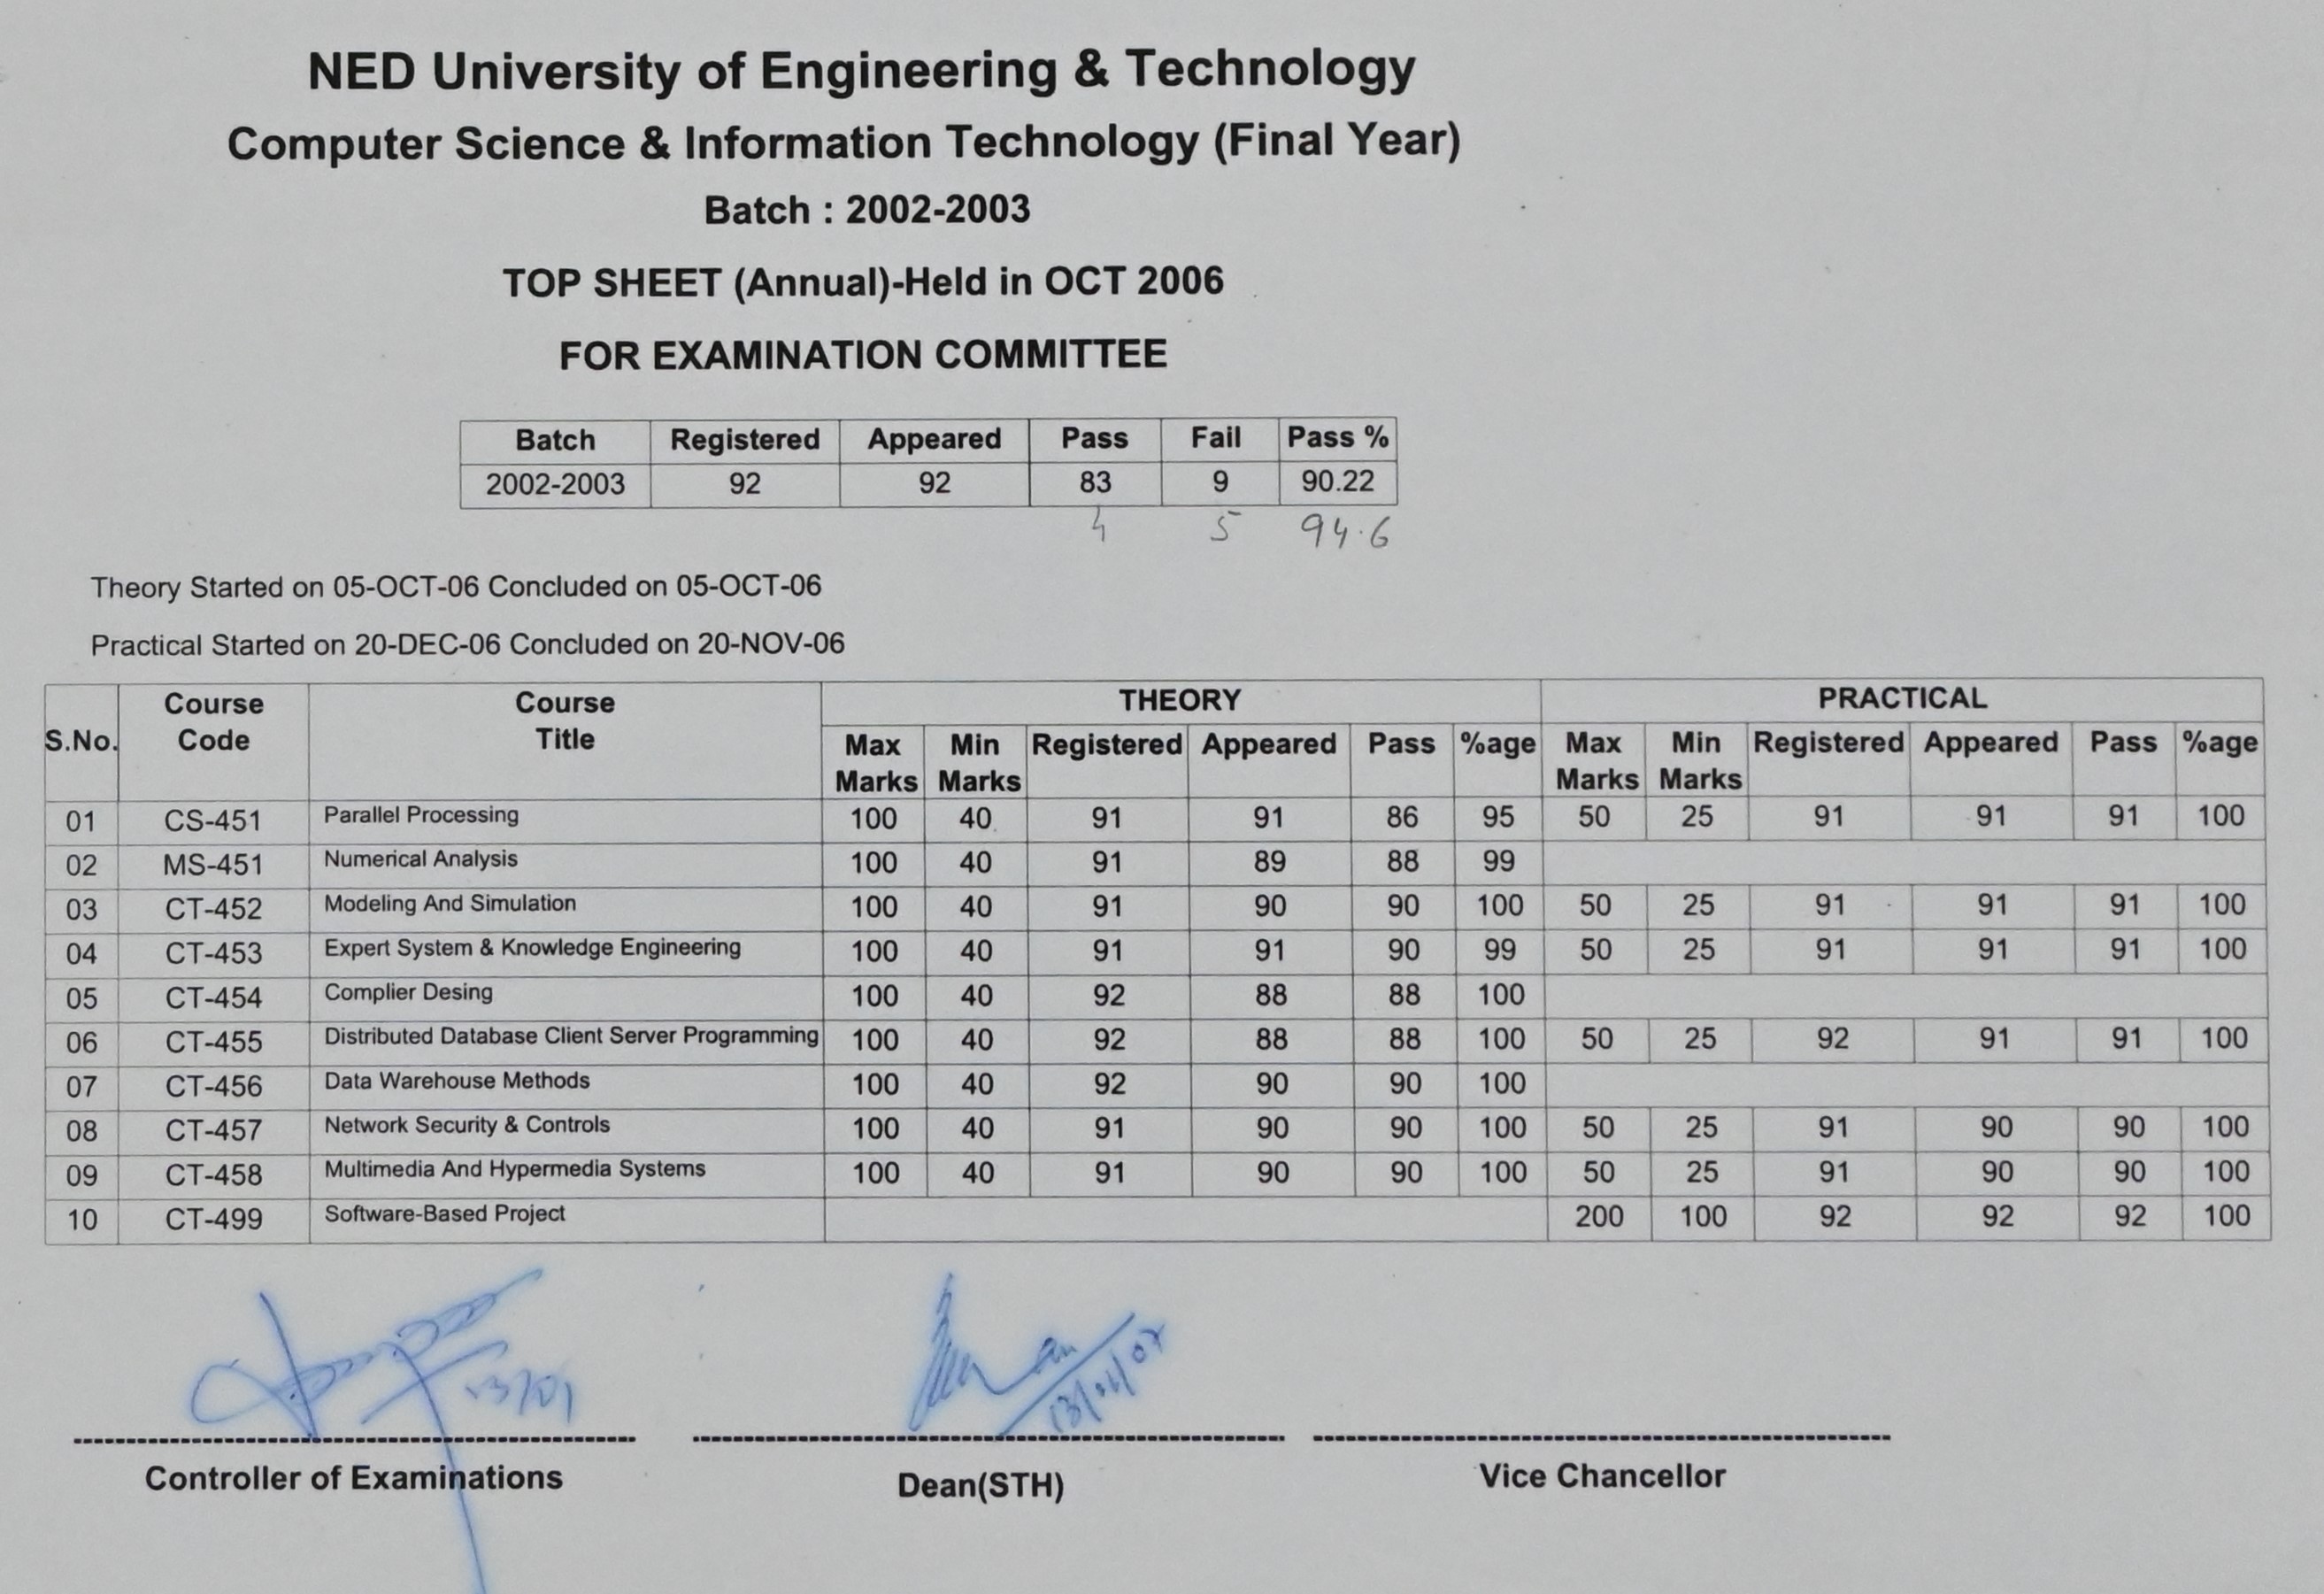 NED University of Engineering & Technology
Computer Science & Information Technology (Final Year)
Batch : 2002-2003
TOP SHEET (Annual)-Held in OCT 2006
FOR EXAMINATION COMMITTEE
Batch Registered Appeared Pass Fail Pass %
2002-2003 92 92 83 9 90.22
4 5 94.6
Theory Started on 05-OCT-06 Concluded on 05-OCT-06
Practical Started on 20-DEC-06 Concluded on 20-NOV-06
S.No. Course Code Course Title THEORY PRACTICAL
Max Marks Min Marks Registered Appeared Pass %age Max Marks Min Marks Registered Appeared Pass %age
01 CS-451 Parallel Processing 100 40 91 91 86 95 50 25 91 91 91 100
02 MS-451 Numerical Analysis 100 40 91 89 88 99
03 CT-452 Modeling And Simulation 100 40 91 90 90 100 50 25 91 91 91 100
04 CT-453 Expert System & Knowledge Engineering 100 40 91 91 90 99 50 25 91 91 91 100
05 CT-454 Complier Desing 100 40 92 88 88 100
06 CT-455 Distributed Database Client Server Programming 100 40 92 88 88 100 50 25 92 91 91 100
07 CT-456 Data Warehouse Methods 100 40 92 90 90 100
08 CT-457 Network Security & Controls 100 40 91 90 90 100 50 25 91 90 90 100
09 CT-458 Multimedia And Hypermedia Systems 100 40 91 90 90 100 50 25 91 90 90 100
10 CT-499 Software-Based Project 200 100 92 92 92 100
Controller of Examinations Dean(STH) Vice Chancellor